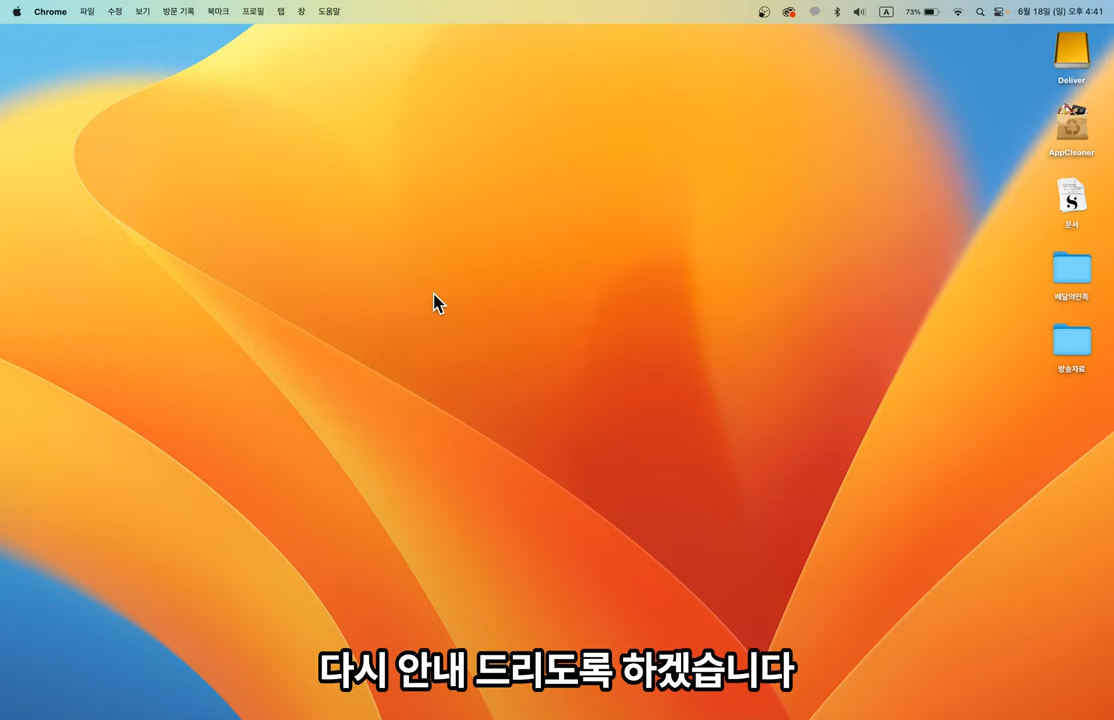 Chrome 파일 수정 보기 방문 기록 북마크 프로필 탭 창 도움말 A 73% 6월 18일 (일) 오후 4:41
Deliver
AppCleaner
문서
배달의민족
방송자료
다시 안내 드리도록 하겠습니다